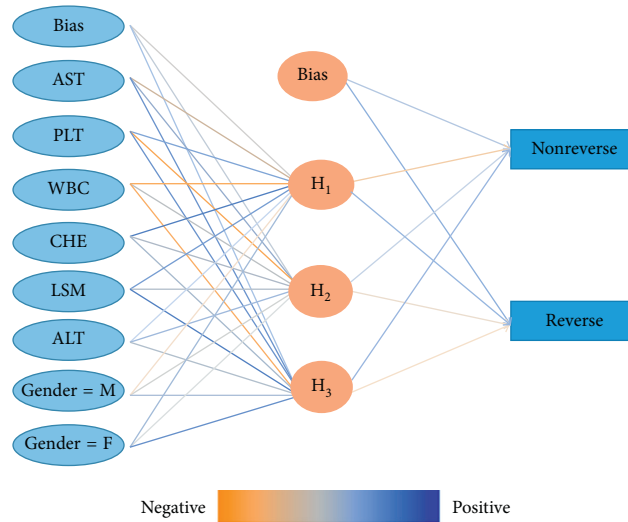 Bias
AST
PLT
WBC
CHE
LSM
ALT
Gender = M
Gender = F
Bias
H₁
H₂
H₃
Nonreverse
Reverse
Negative Positive